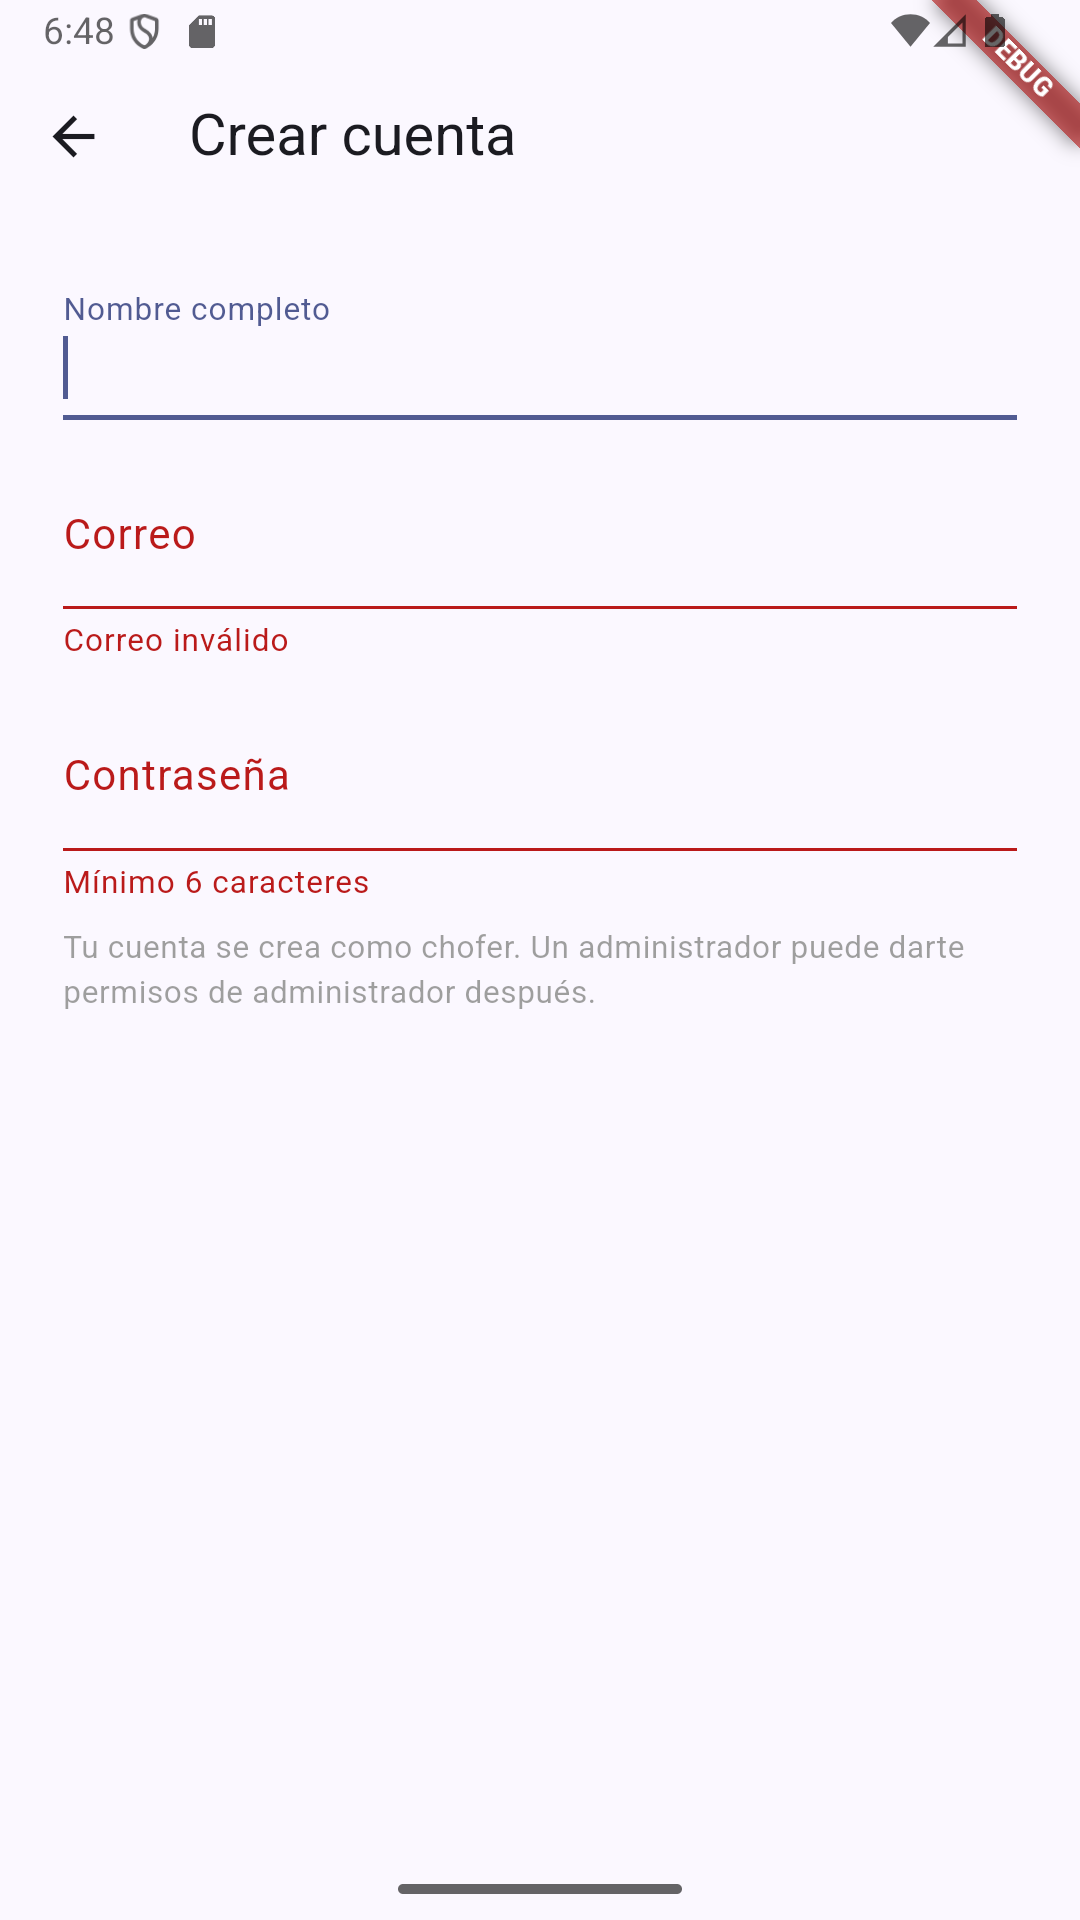 6:48
DEBUG
Crear cuenta
Nombre completo
Correo
Correo inválido
Contraseña
Mínimo 6 caracteres
Tu cuenta se crea como chofer. Un administrador puede darte
permisos de administrador después.